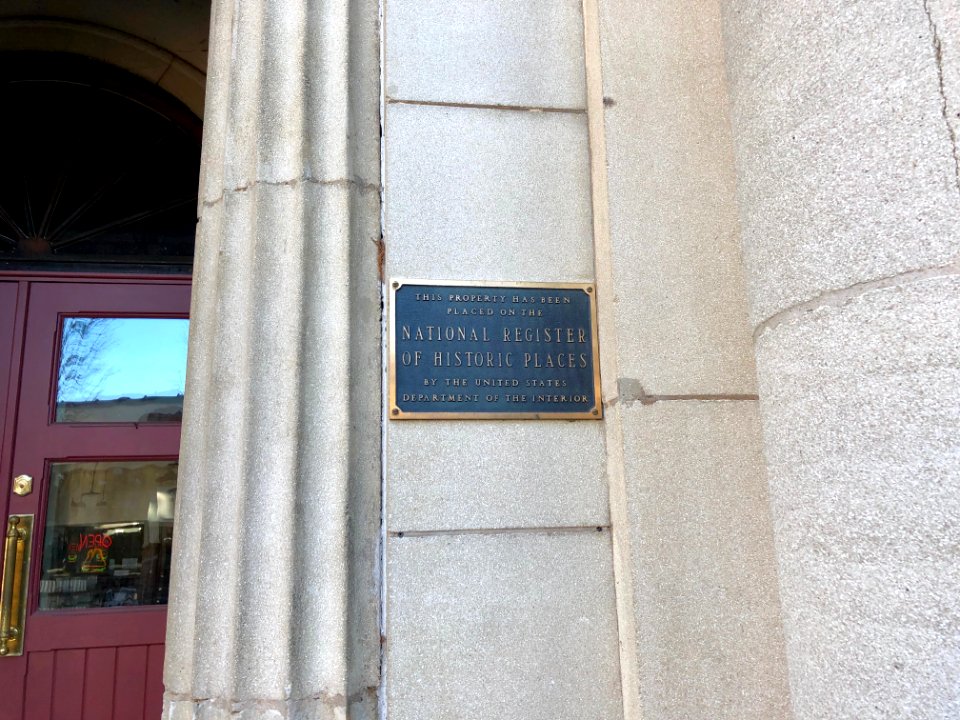 THIS PROPERTY HAS BEEN
PLACED ON THE
NATIONAL REGISTER
OF HISTORIC PLACES
BY THE UNITED STATES
DEPARTMENT OF THE INTERIOR
OPEN